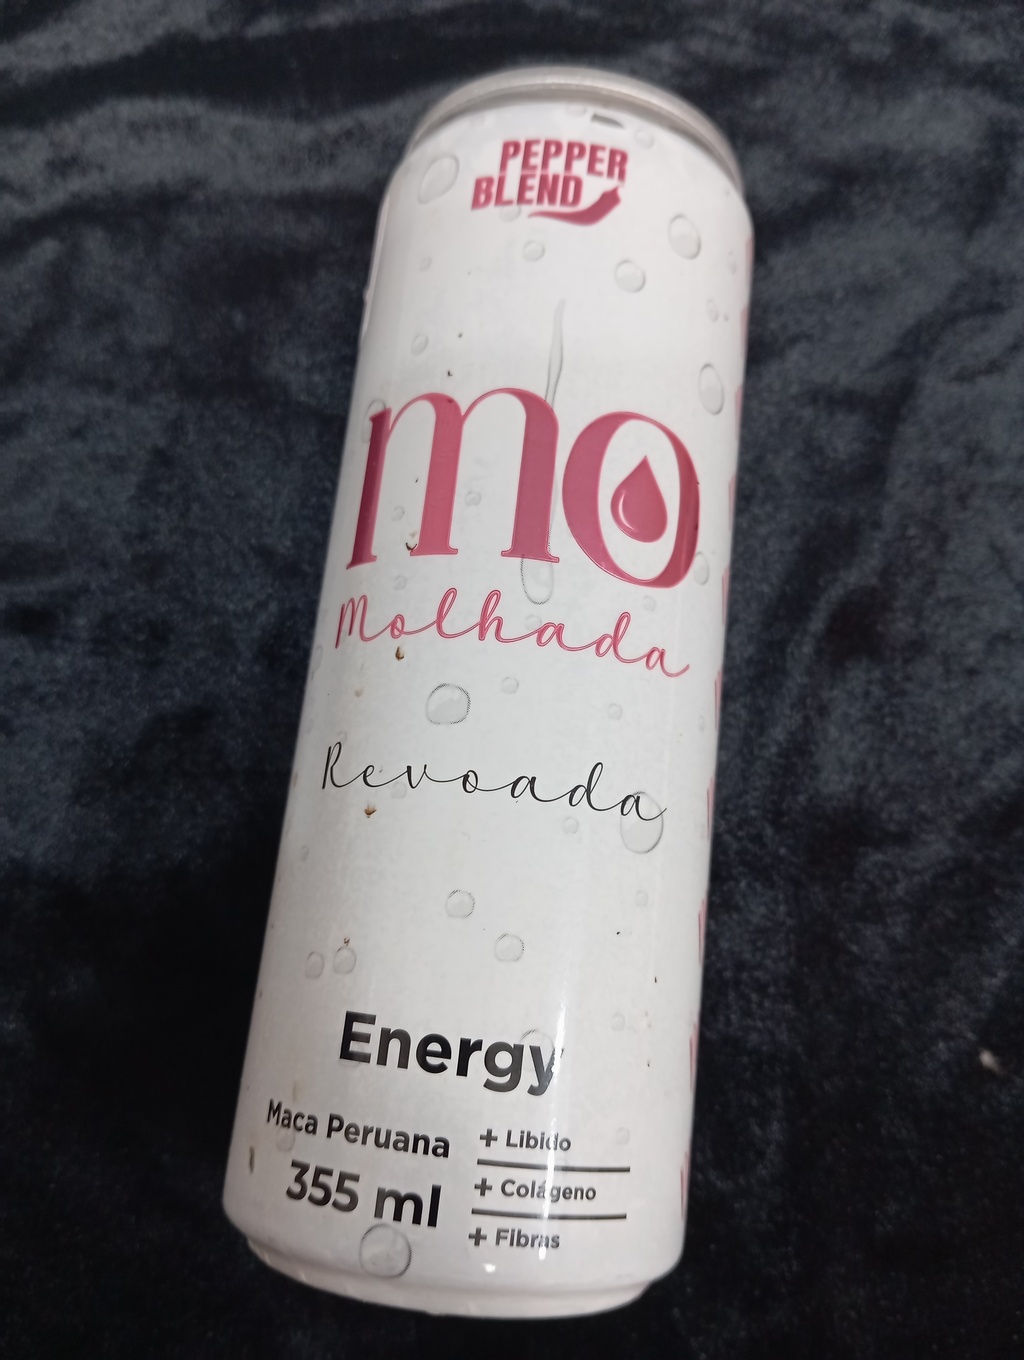 PEPPER
BLEND
mo
Molhada
Revoada
Energy
Maca Peruana
355 ml
+ Libido
+ Colágeno
+ Fibras